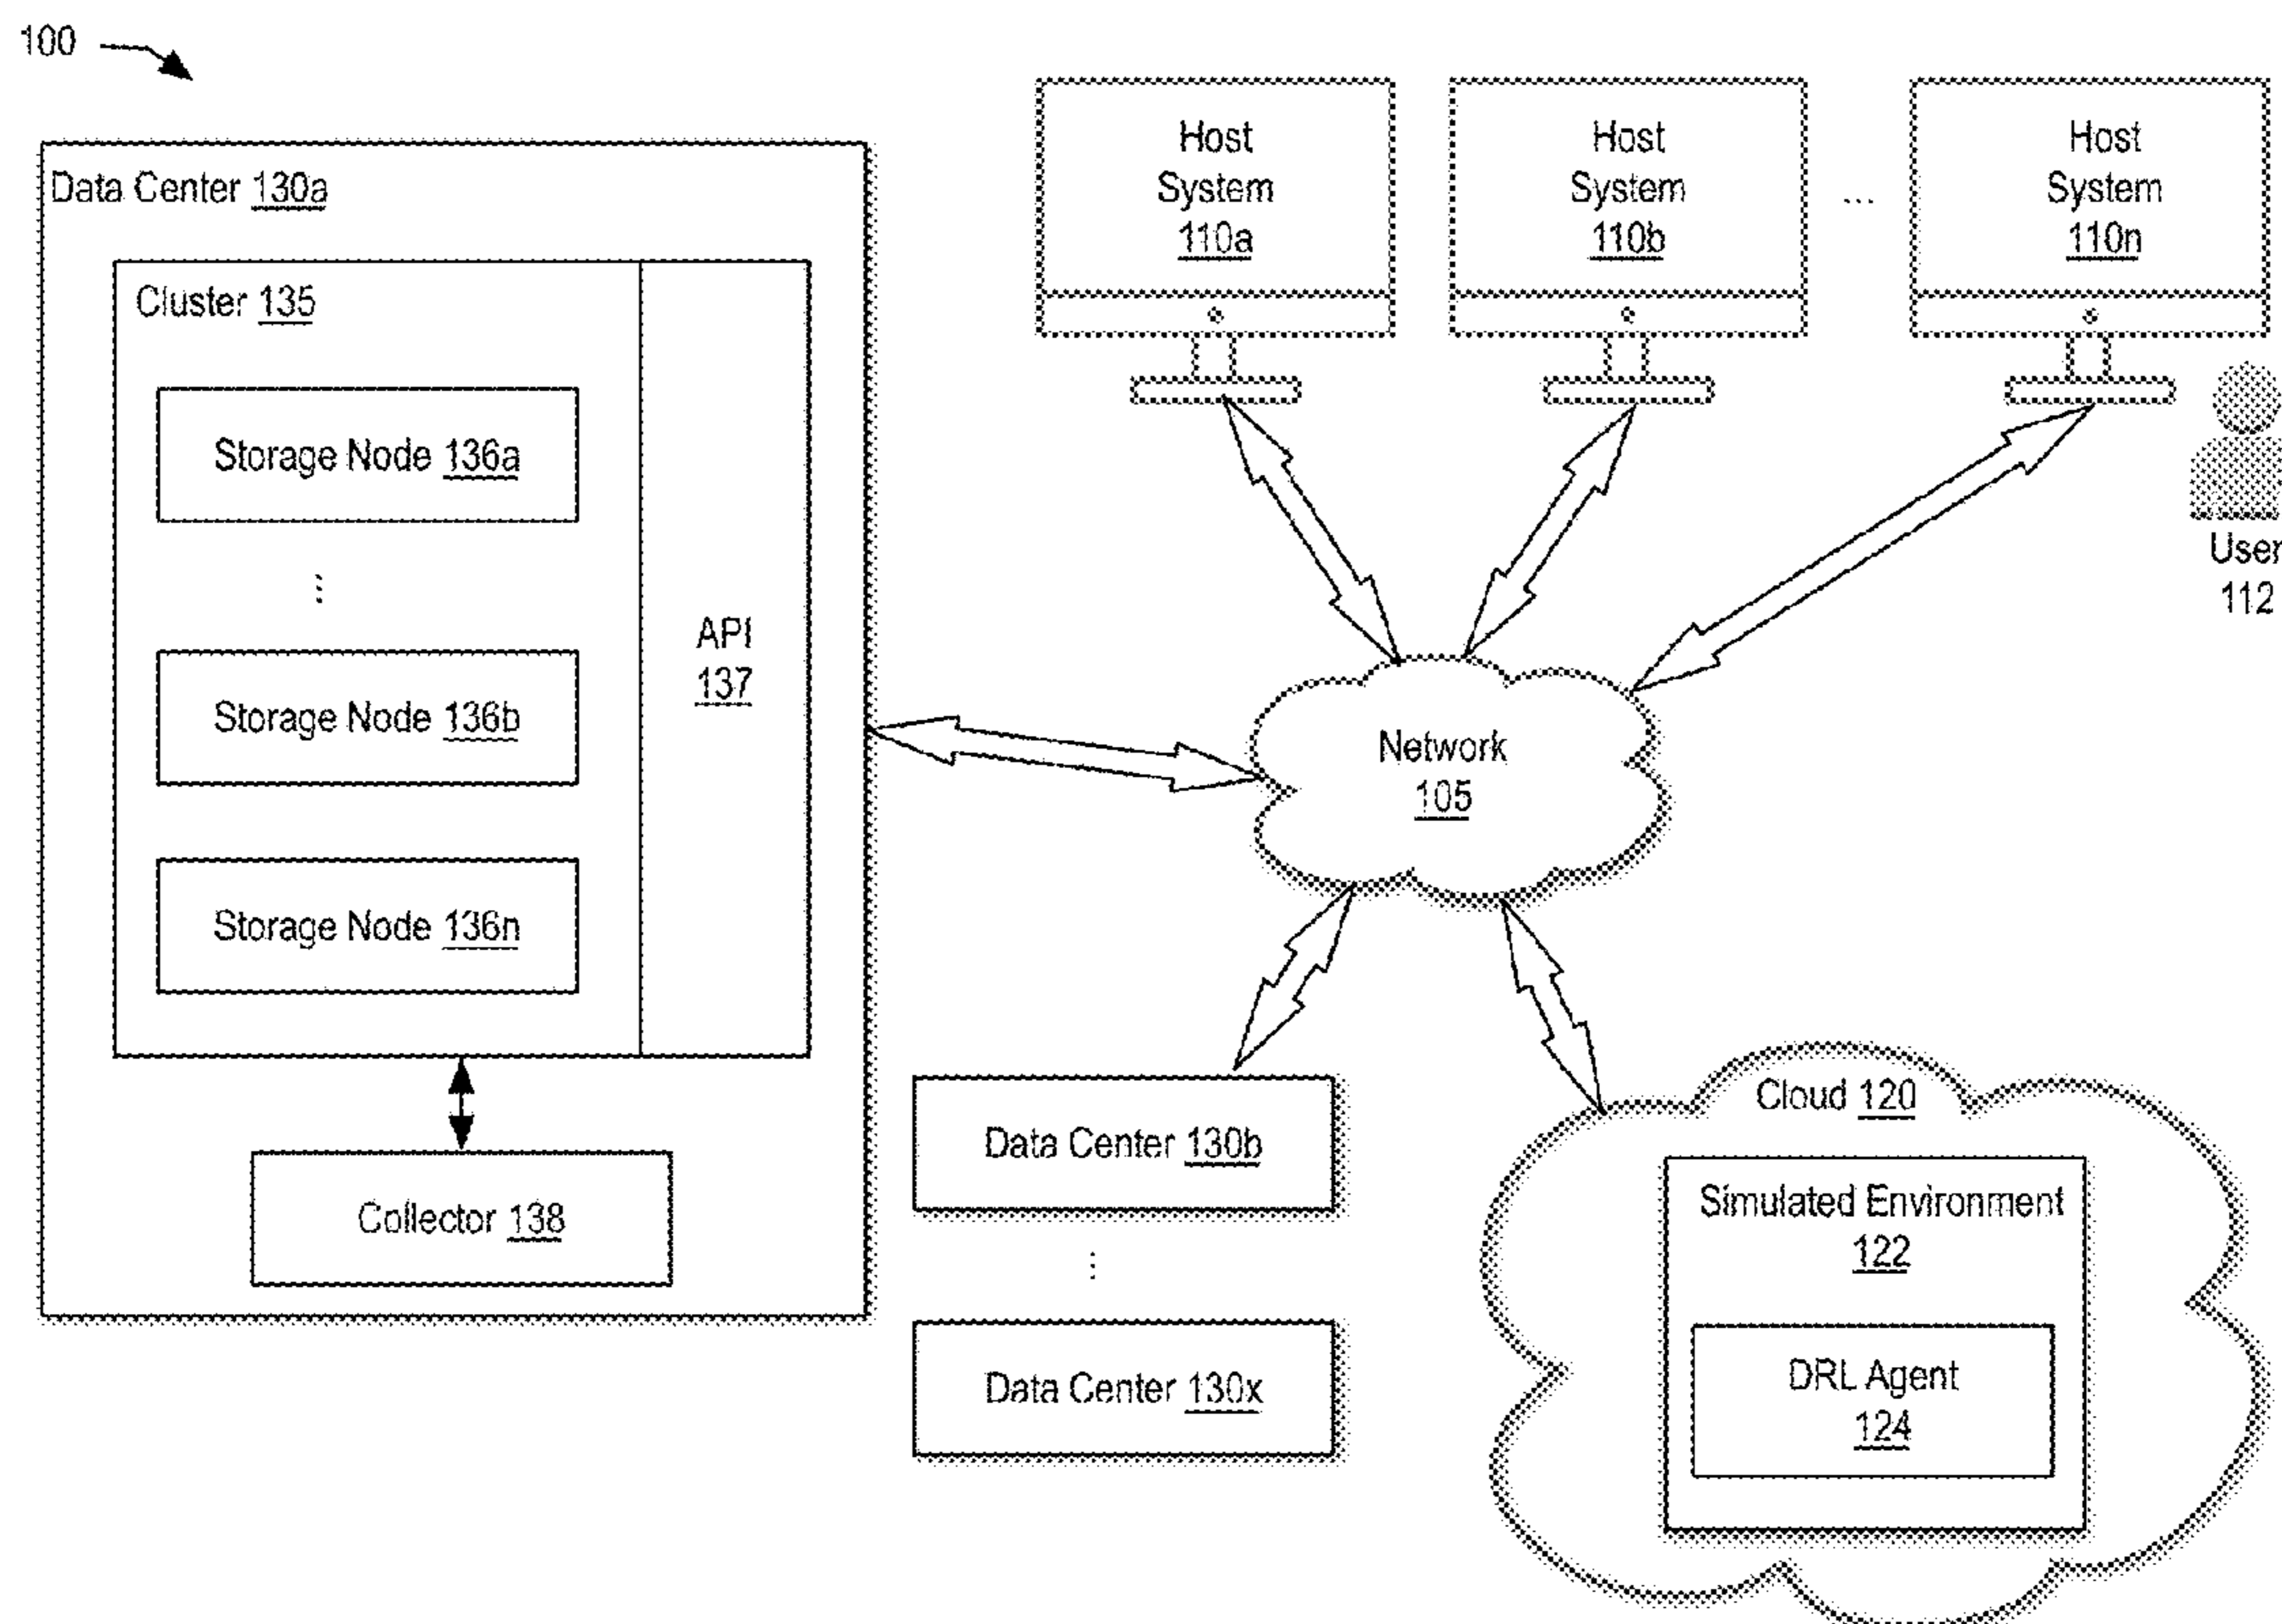 100
Data Center 130a
Cluster 135
Storage Node 136a
⋮
Storage Node 136b
Storage Node 136n
API
137
Collector 138
Host
System
110a
Host
System
110b
...
Host
System
110n
User
112
Network
105
Data Center 130b
⋮
Data Center 130x
Cloud 120
Simulated Environment
122
DRL Agent
124